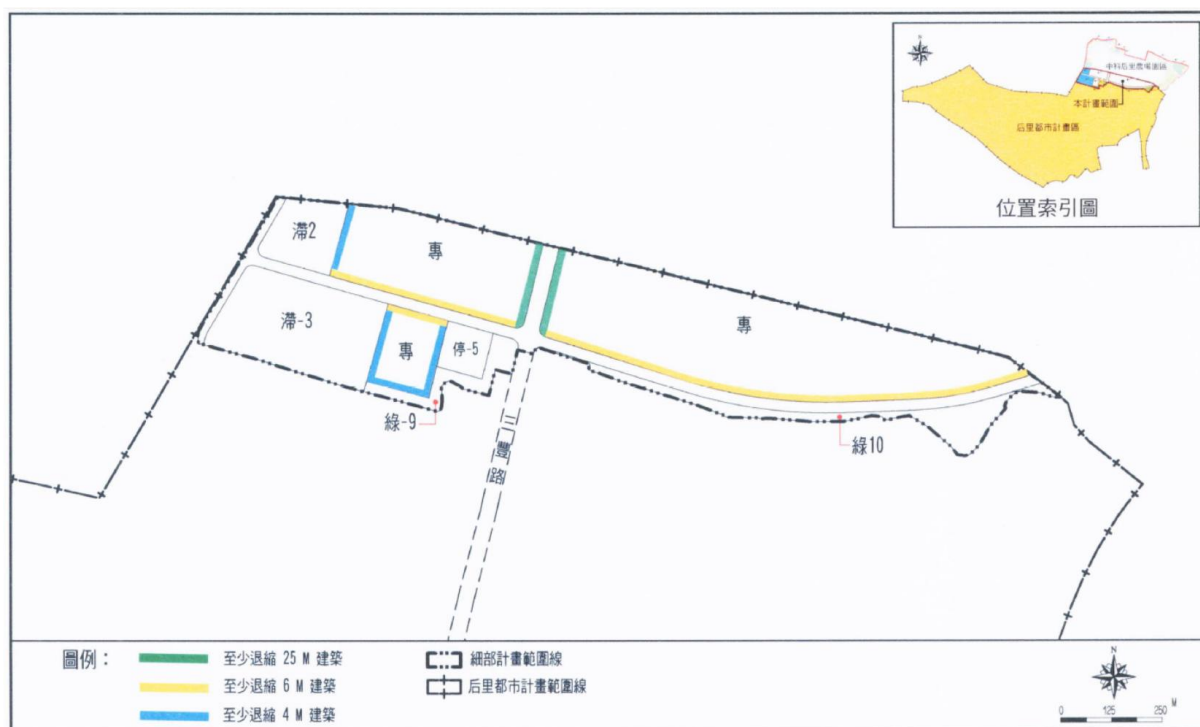 N
中科后里農場園區
本計畫範圍
后里都市計畫區
位置索引圖
滯2
專
滯-3
專
停-5
專
綠-9
綠10
三豐路
圖例：
至少退縮 25 M 建築
至少退縮 6 M 建築
至少退縮 4 M 建築
細部計畫範圍線
后里都市計畫範圍線
N
M
0 125 250